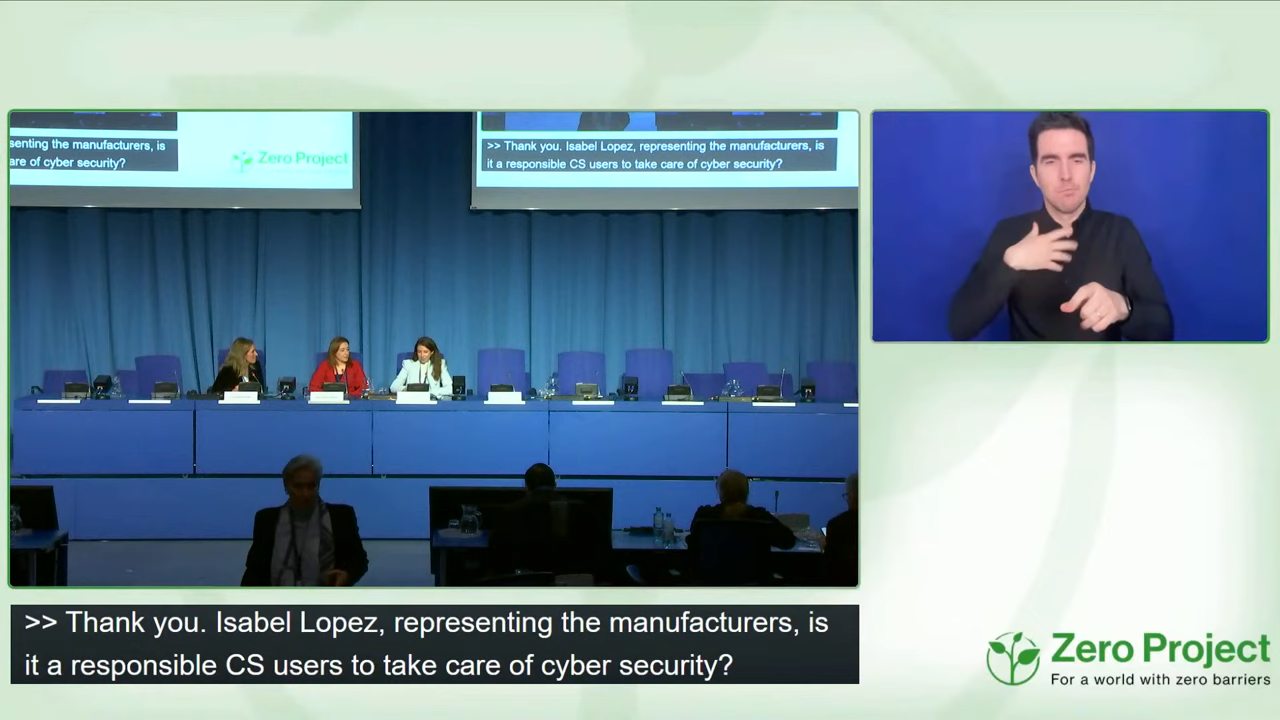 senting the manufacturers, is
are of cyber security?
Zero Project
>> Thank you. Isabel Lopez, representing the manufacturers, is
it a responsible CS users to take care of cyber security?
>> Thank you. Isabel Lopez, representing the manufacturers, is
it a responsible CS users to take care of cyber security?
Zero Project
For a world with zero barriers